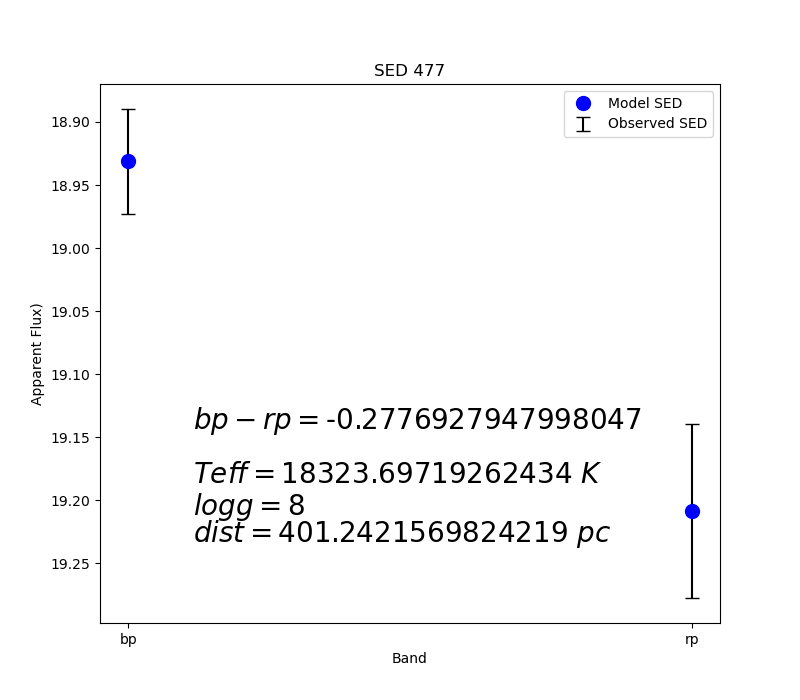 SED 477
Model SED
Observed SED
18.90
18.95
19.00
19.05
19.10
19.15
19.20
19.25
Apparent Flux)
bp − rp = -0.2776927947998047
Teff = 18323.69719262434 K
logg = 8
dist = 401.2421569824219 pc
bp
rp
Band